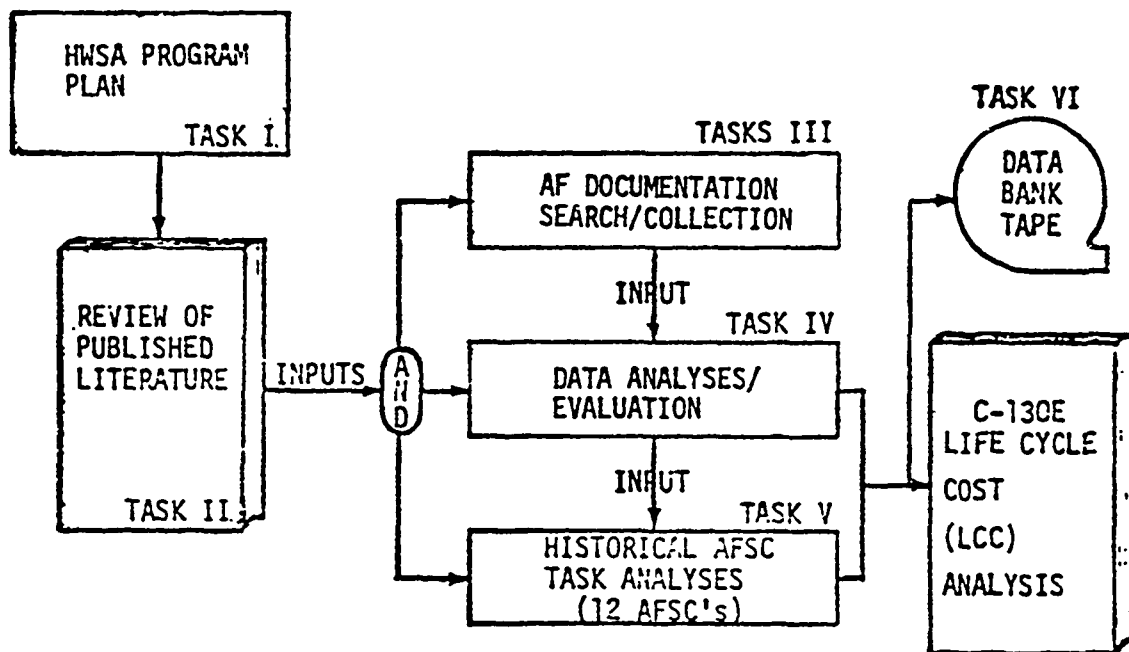 HWSA PROGRAM
PLAN
TASK I.
REVIEW OF
PUBLISHED
LITERATURE
TASK II.
INPUTS
AND
TASKS III
AF DOCUMENTATION
SEARCH/COLLECTION
INPUT
TASK IV
DATA ANALYSES/
EVALUATION
INPUT
TASK V
HISTORICAL AFSC
TASK ANALYSES
(12 AFSC's)
TASK VI
DATA
BANK
TAPE
C-130E
LIFE CYCLE
COST
(LCC)
ANALYSIS